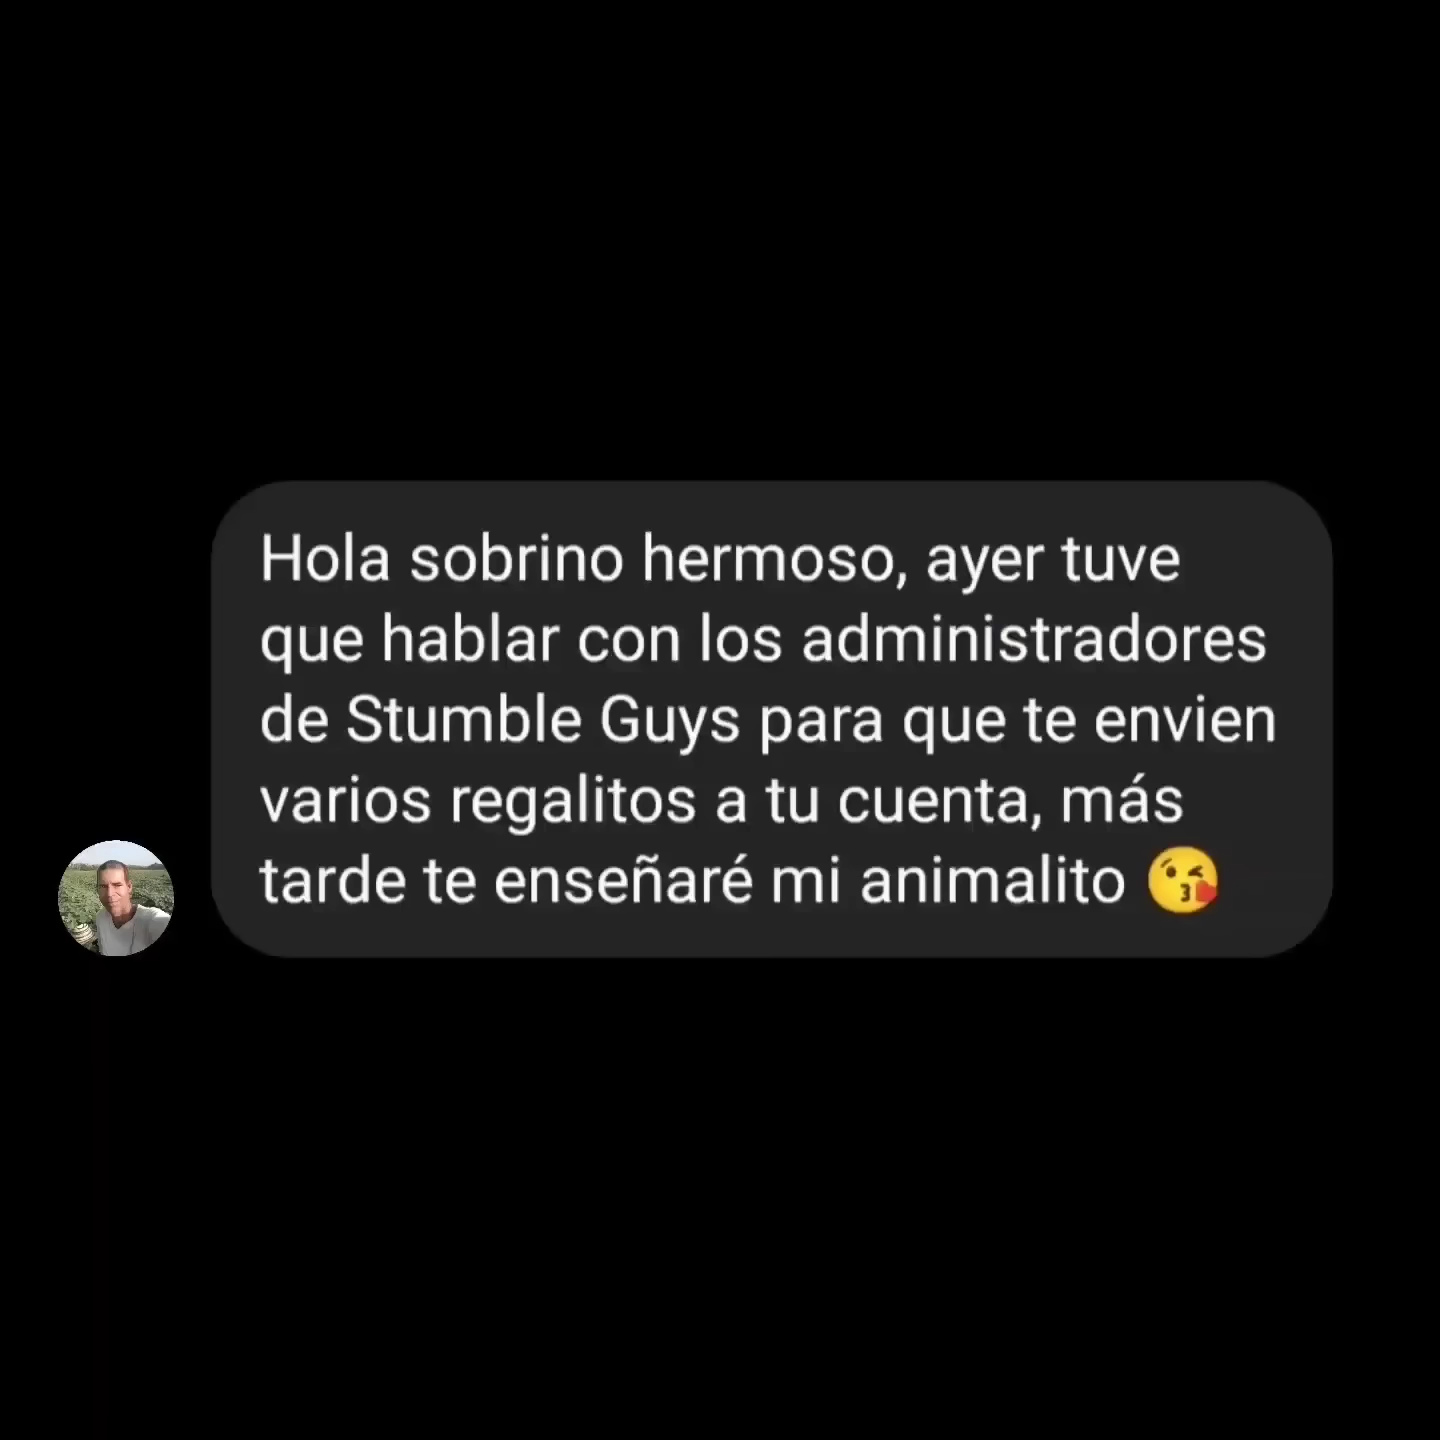 Hola sobrino hermoso, ayer tuve
que hablar con los administradores
de Stumble Guys para que te envien
varios regalitos a tu cuenta, más
tarde te enseñaré mi animalito 😘